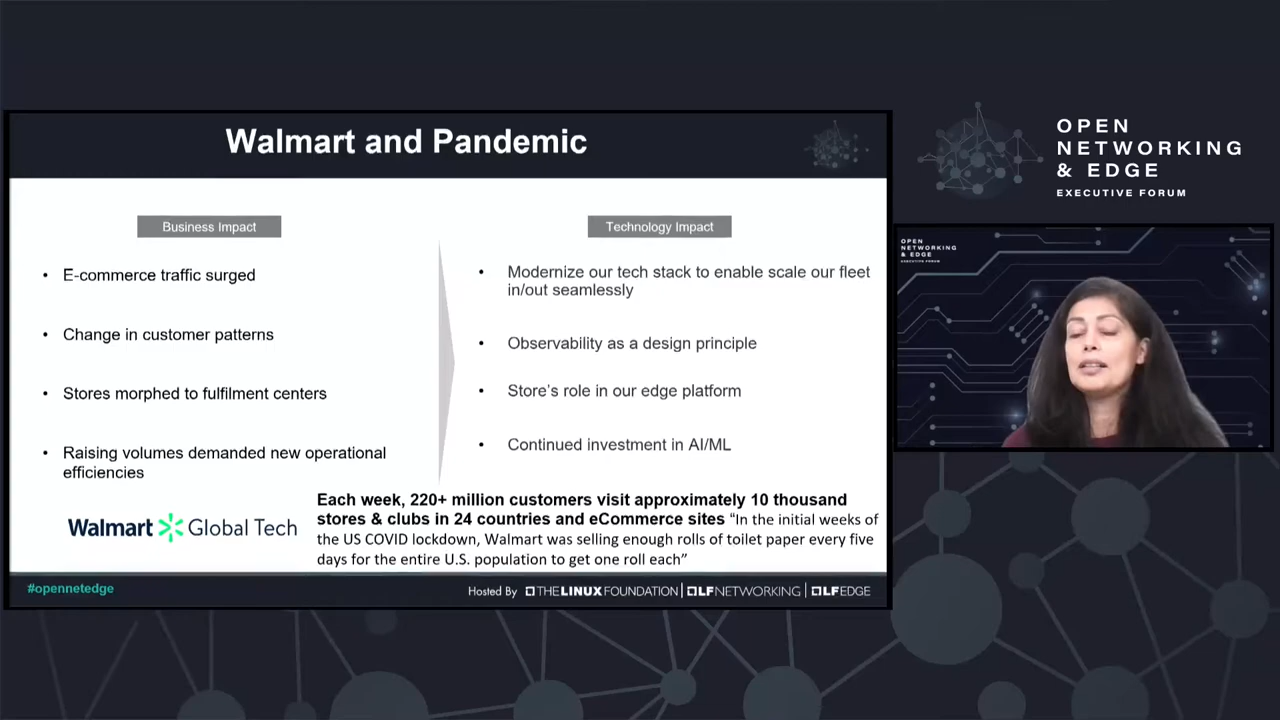 Walmart and Pandemic
Business Impact
E-commerce traffic surged
Change in customer patterns
Stores morphed to fulfilment centers
Raising volumes demanded new operational
efficiencies
Technology Impact
Modernize our tech stack to enable scale our fleet
in/out seamlessly
Observability as a design principle
Store's role in our edge platform
Continued investment in AI/ML
Walmart Global Tech
Each week, 220+ million customers visit approximately 10 thousand
stores & clubs in 24 countries and eCommerce sites “In the initial weeks of
the US COVID lockdown, Walmart was selling enough rolls of toilet paper every five
days for the entire U.S. population to get one roll each”
#opennetedge
Hosted By THE LINUX FOUNDATION | LF NETWORKING | LF EDGE
OPEN
NETWORKING
& EDGE
EXECUTIVE FORUM
OPEN
NETWORKING
& EDGE
EXECUTIVE FORUM